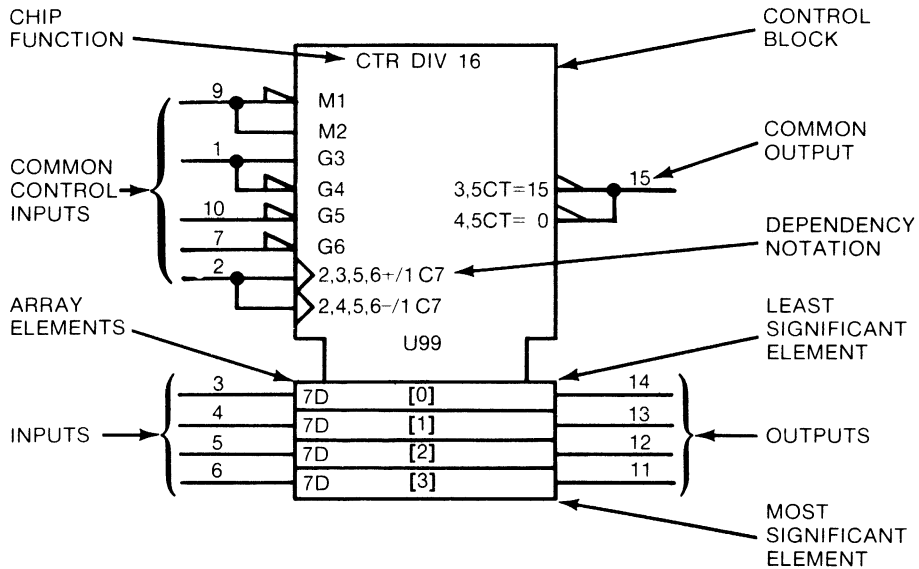 CHIP
FUNCTION
CONTROL
BLOCK
CTR DIV 16
9
M1
M2
1
G3
G4
10
G5
7
G6
2
2,3,5,6+/1 C7
2,4,5,6−/1 C7
COMMON
CONTROL
INPUTS
3,5CT=15
4,5CT= 0
15
COMMON
OUTPUT
DEPENDENCY
NOTATION
U99
ARRAY
ELEMENTS
LEAST
SIGNIFICANT
ELEMENT
3 7D [0] 14
4 7D [1] 13
5 7D [2] 12
6 7D [3] 11
INPUTS
OUTPUTS
MOST
SIGNIFICANT
ELEMENT